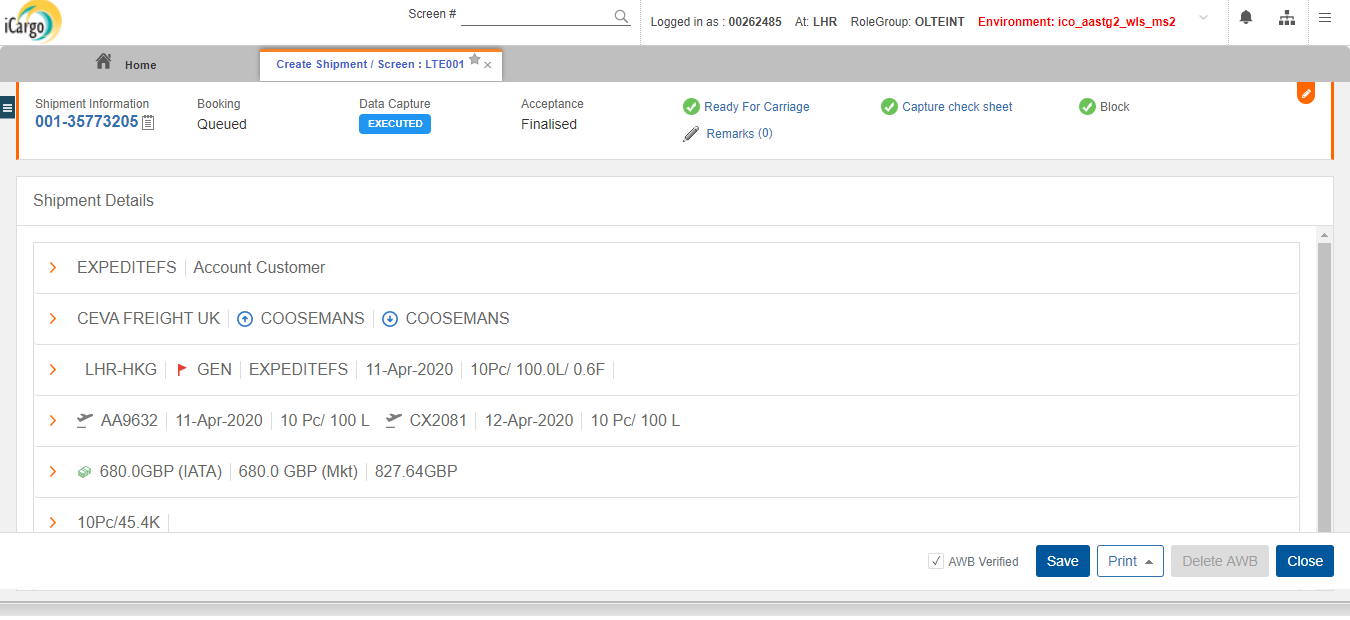 iCargo
Screen #
Logged in as : 00262485 At: LHR RoleGroup: OLTEINT Environment: ico_aastg2_wls_ms2
Home
Create Shipment / Screen : LTE001
Shipment Information Booking Data Capture Acceptance Ready For Carriage Capture check sheet Block
001-35773205 Queued EXECUTED Finalised
Remarks (0)
Shipment Details
EXPEDITEFS Account Customer
CEVA FREIGHT UK COOSEMANS COOSEMANS
LHR-HKG GEN EXPEDITEFS 11-Apr-2020 10Pc/ 100.0L/ 0.6F
AA9632 11-Apr-2020 10 Pc/ 100 L CX2081 12-Apr-2020 10 Pc/ 100 L
680.0GBP (IATA) 680.0 GBP (Mkt) 827.64GBP
10Pc/45.4K
AWB Verified Save Print Delete AWB Close